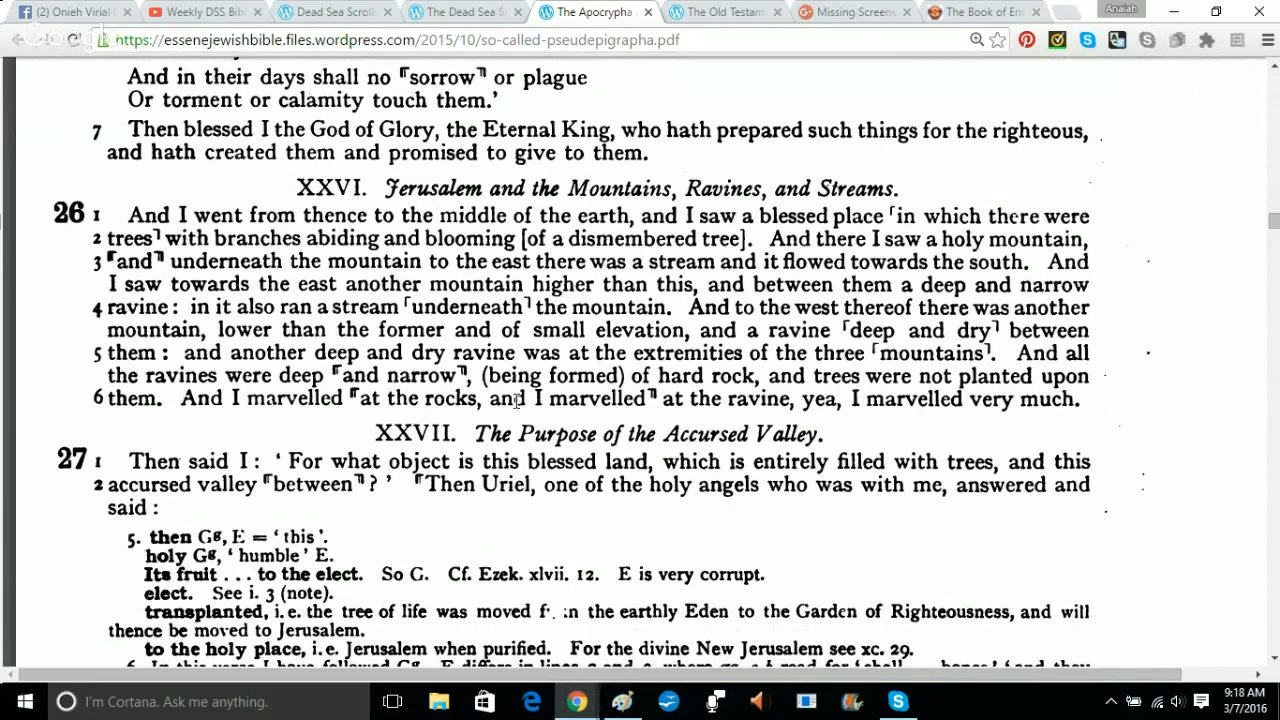 Onieh Virial
Weekly DSS Bib
Dead Sea Scroll
The Dead Sea S
The Apocrypha
The Old Testam
Missing Screens
The Book of En
Anaiah
https://essenejewishbible.files.wordpress.com/2015/10/so-called-pseudepigrapha.pdf
And in their days shall no ⌜sorrow⌝ or plague
Or torment or calamity touch them.’
7 Then blessed I the God of Glory, the Eternal King, who hath prepared such things for the righteous,
and hath created them and promised to give to them.
XXVI. Jerusalem and the Mountains, Ravines, and Streams.
26 1 And I went from thence to the middle of the earth, and I saw a blessed place ⌜in which there were
2 trees⌝ with branches abiding and blooming [of a dismembered tree]. And there I saw a holy mountain,
3 ⌜⌜and⌝⌝ underneath the mountain to the east there was a stream and it flowed towards the south. And
I saw towards the east another mountain higher than this, and between them a deep and narrow
4 ravine: in it also ran a stream ⌜underneath⌝ the mountain. And to the west thereof there was another
mountain, lower than the former and of small elevation, and a ravine ⌜deep and dry⌝ between
5 them: and another deep and dry ravine was at the extremities of the three ⌜mountains⌝. And all
the ravines were deep ⌜⌜and narrow⌝⌝, (being formed) of hard rock, and trees were not planted upon
6 them. And I marvelled ⌜⌜at the rocks, and I marvelled⌝⌝ at the ravine, yea, I marvelled very much.
XXVII. The Purpose of the Accursed Valley.
27 1 Then said I: ‘For what object is this blessed land, which is entirely filled with trees, and this
2 accursed valley ⌜⌜between⌝⌝?’ ⌜⌜Then Uriel, one of the holy angels who was with me, answered and
said:
5. then Gᵍ, E = ‘this’.
holy Gᵍ, ‘humble’ E.
Its fruit . . . to the elect. So G. Cf. Ezek. xlvii. 12. E is very corrupt.
elect. See i. 3 (note).
transplanted, i.e. the tree of life was moved in the earthly Eden to the Garden of Righteousness, and will
thence be moved to Jerusalem.
to the holy place, i.e. Jerusalem when purified. For the divine New Jerusalem see xc. 29.
I'm Cortana. Ask me anything.
9:18 AM
3/7/2016